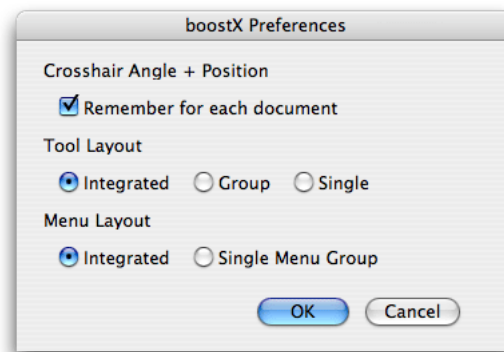 boostX Preferences
Crosshair Angle + Position
Remember for each document
Tool Layout
Integrated Group Single
Menu Layout
Integrated Single Menu Group
OK Cancel